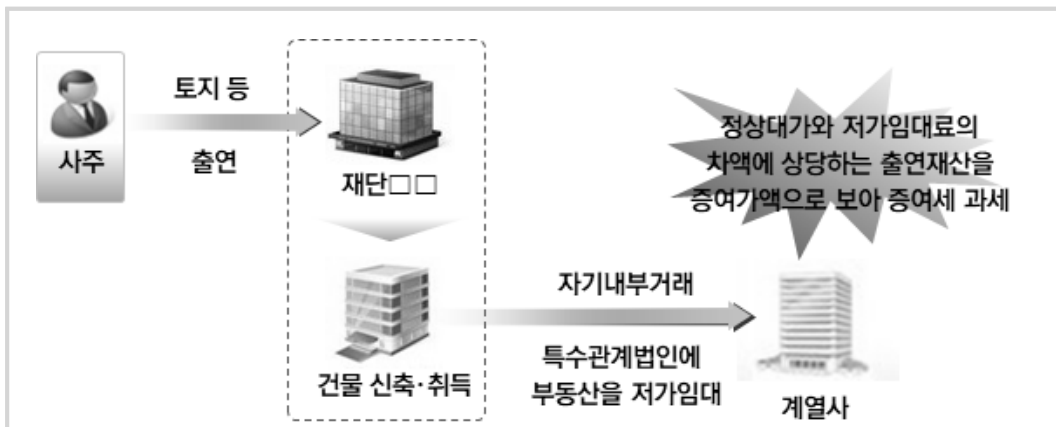 사주
토지 등
출연
재단□□
건물 신축·취득
자기내부거래
특수관계법인에
부동산을 저가임대
정상대가와 저가임대료의
차액에 상당하는 출연재산을
증여가액으로 보아 증여세 과세
계열사